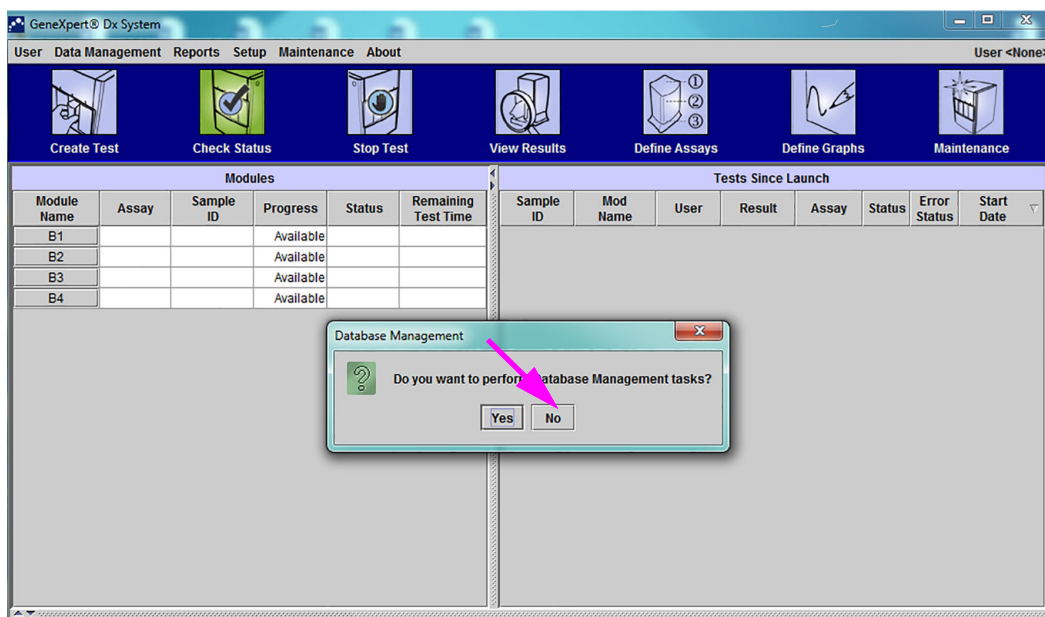 GeneXpert® Dx System
User Data Management Reports Setup Maintenance About
User <None>
Create Test
Check Status
Stop Test
View Results
Define Assays
Define Graphs
Maintenance
Modules
Module Name
Assay
Sample ID
Progress
Status
Remaining Test Time
B1 Available
B2 Available
B3 Available
B4 Available
Tests Since Launch
Sample ID
Mod Name
User
Result
Assay
Status
Error Status
Start Date
Database Management
Do you want to perform Database Management tasks?
Yes
No